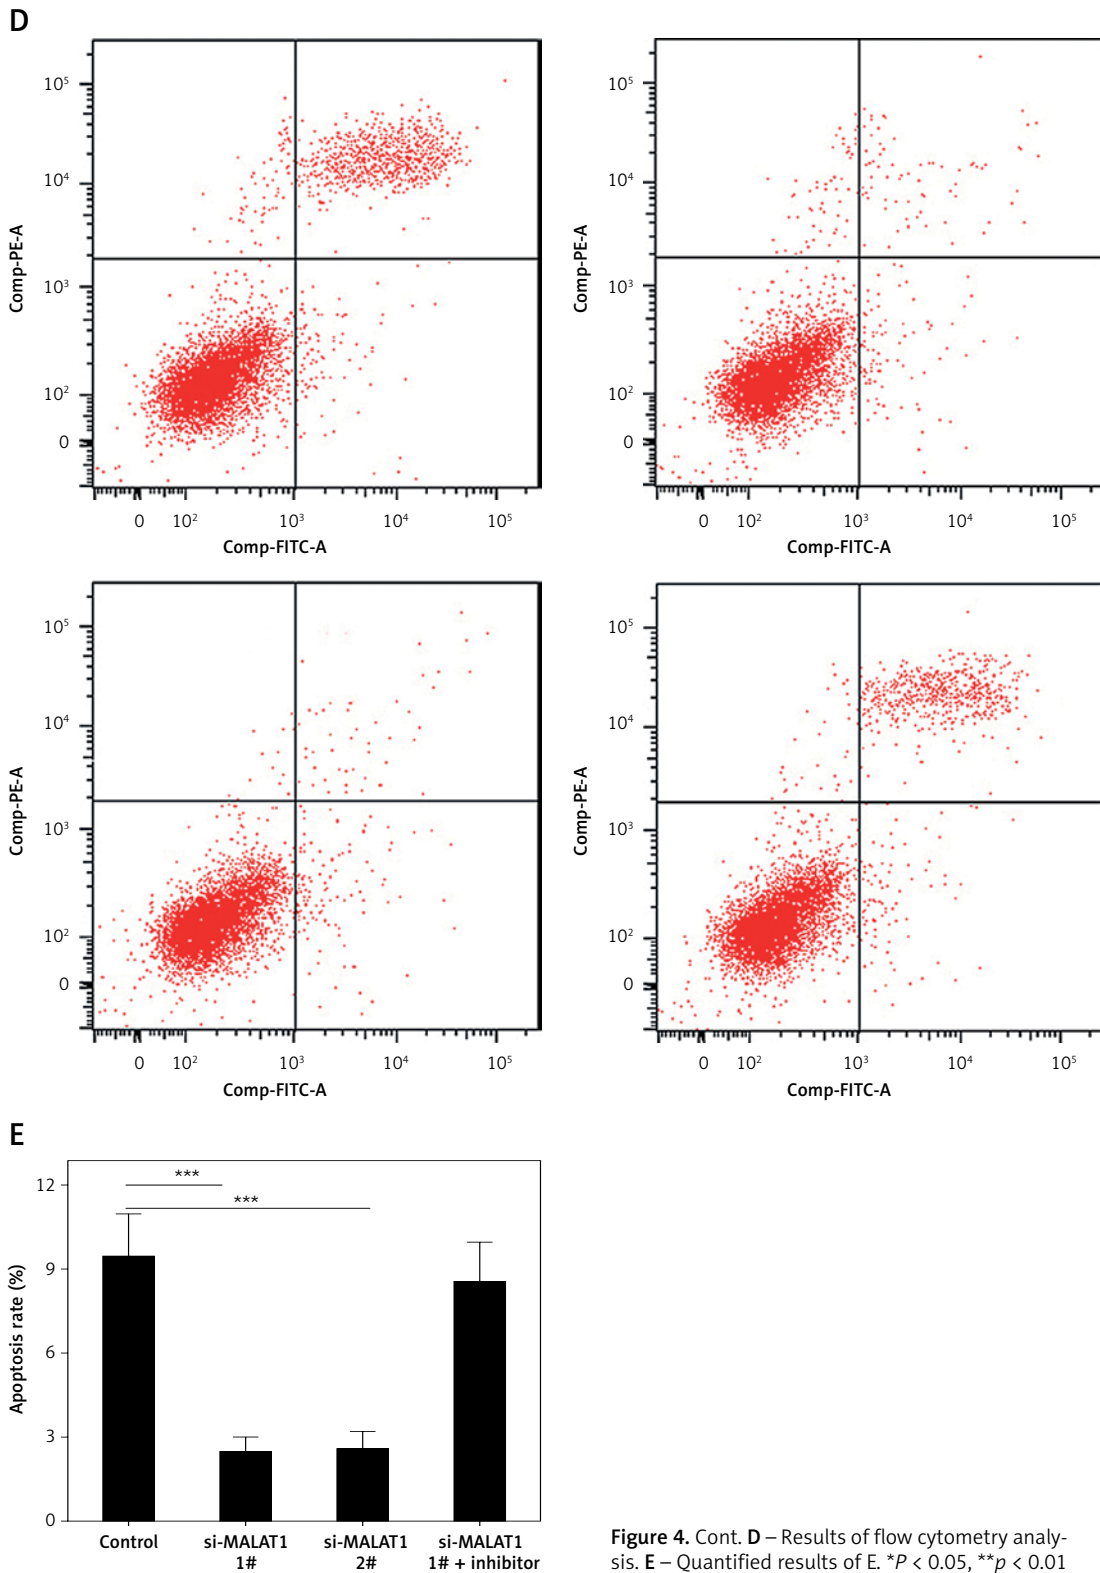 D
10⁵
10⁴
10³
10²
0
Comp-PE-A
0 10² 10³ 10⁴ 10⁵
Comp-FITC-A
10⁵
10⁴
10³
10²
0
Comp-PE-A
0 10² 10³ 10⁴ 10⁵
Comp-FITC-A
10⁵
10⁴
10³
10²
0
Comp-PE-A
0 10² 10³ 10⁴ 10⁵
Comp-FITC-A
10⁵
10⁴
10³
10²
0
Comp-PE-A
0 10² 10³ 10⁴ 10⁵
Comp-FITC-A
E
Apoptosis rate (%)
12
9
6
3
0
***
***
Control si-MALAT1 si-MALAT1 si-MALAT1
1# 2# 1# + inhibitor
Figure 4. Cont. D – Results of flow cytometry analy-
sis. E – Quantified results of E. *P < 0.05, **p < 0.01